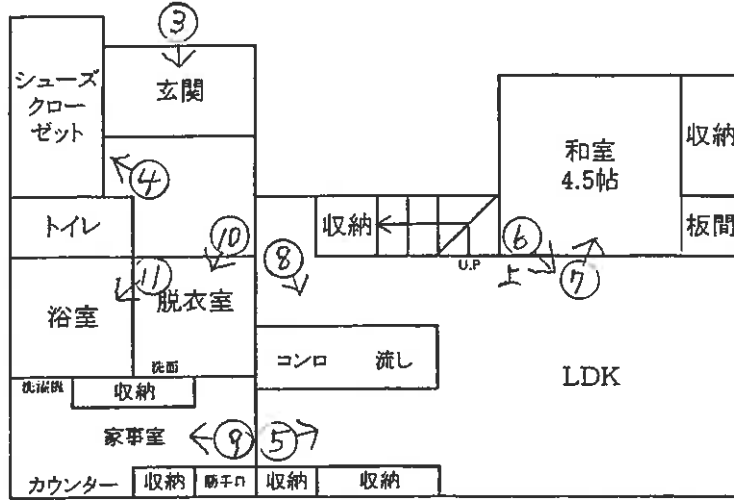 ③
玄関
シューズ
クロー
ゼット
④
収納
和室
4.5帖
板間
トイレ
収納
⑩
⑧
⑥
U.P
上
⑦
⑪
浴室
脱衣室
洗面
コンロ 流し
LDK
洗濯機
収納
家事室
⑨
⑤
カウンター
収納
勝手口
収納
収納